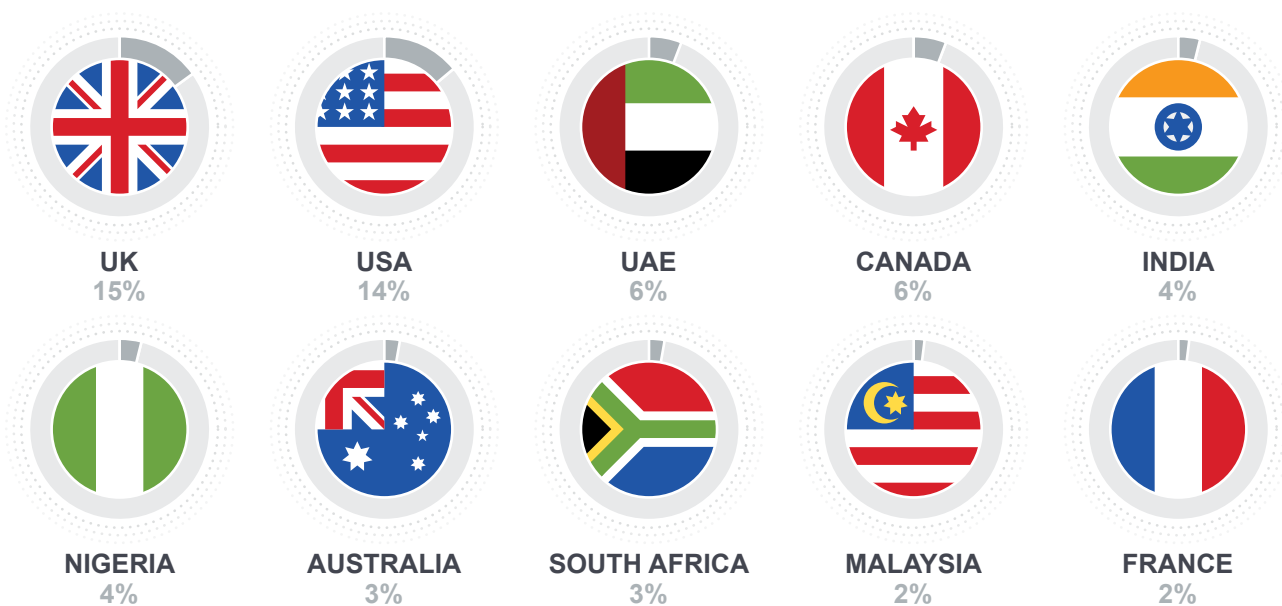 UK
15%
USA
14%
UAE
6%
CANADA
6%
INDIA
4%
NIGERIA
4%
AUSTRALIA
3%
SOUTH AFRICA
3%
MALAYSIA
2%
FRANCE
2%